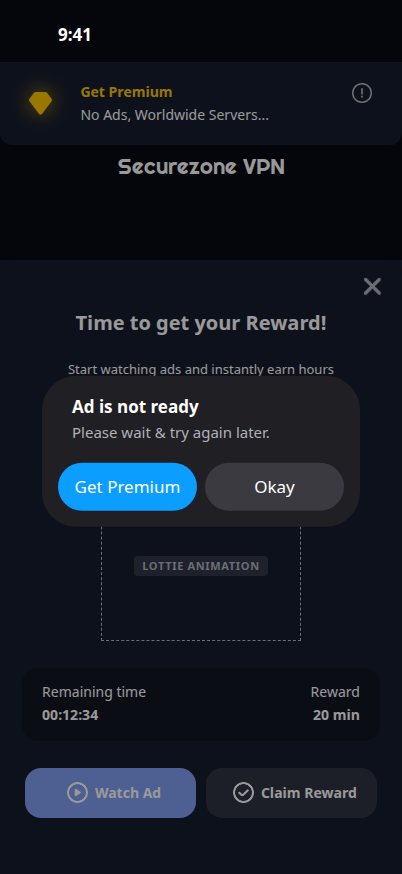 9:41
Get Premium
No Ads, Worldwide Servers...
Securezone VPN
Time to get your Reward!
Start watching ads and instantly earn hours
Ad is not ready
Please wait & try again later.
Get Premium
Okay
LOTTIE ANIMATION
Remaining time
Reward
00:12:34
20 min
Watch Ad
Claim Reward